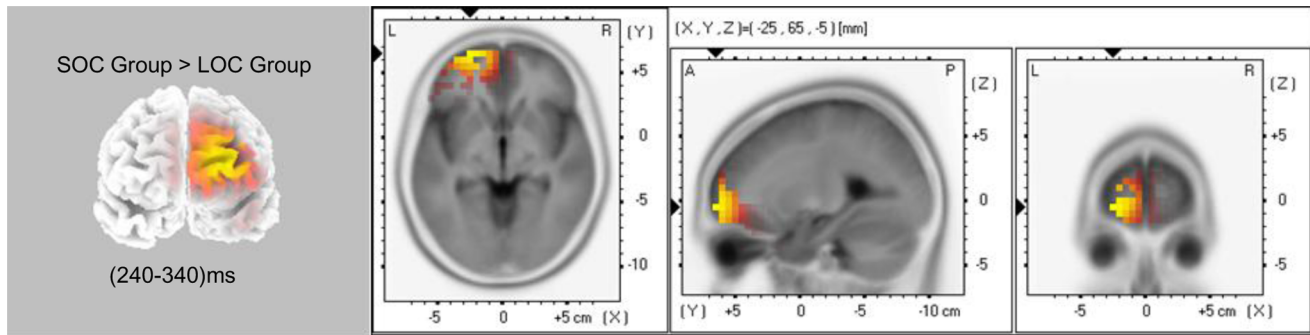 SOC Group > LOC Group
(240-340)ms
L R (Y)
+5
0
-5
-10
-5 0 +5 cm (X)
(X,Y,Z)=(-25,65,-5)[mm]
A P (Z)
+5
0
-5
(Y) +5 0 -5 -10 cm
L R (Z)
+5
0
-5
-5 0 +5 cm (X)